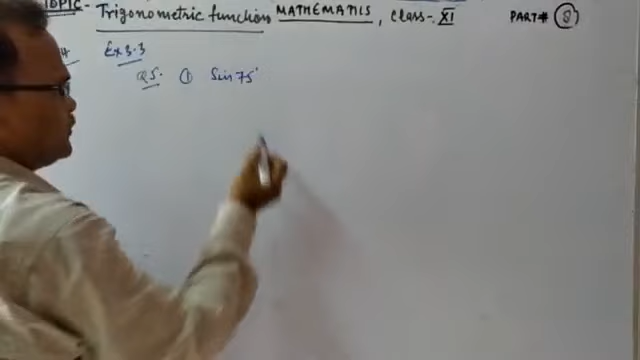 TOPIC - Trigonometric functions MATHEMATICS, Class-XI PART# 8
Ex 3.3
Q5. ① Sin 75°